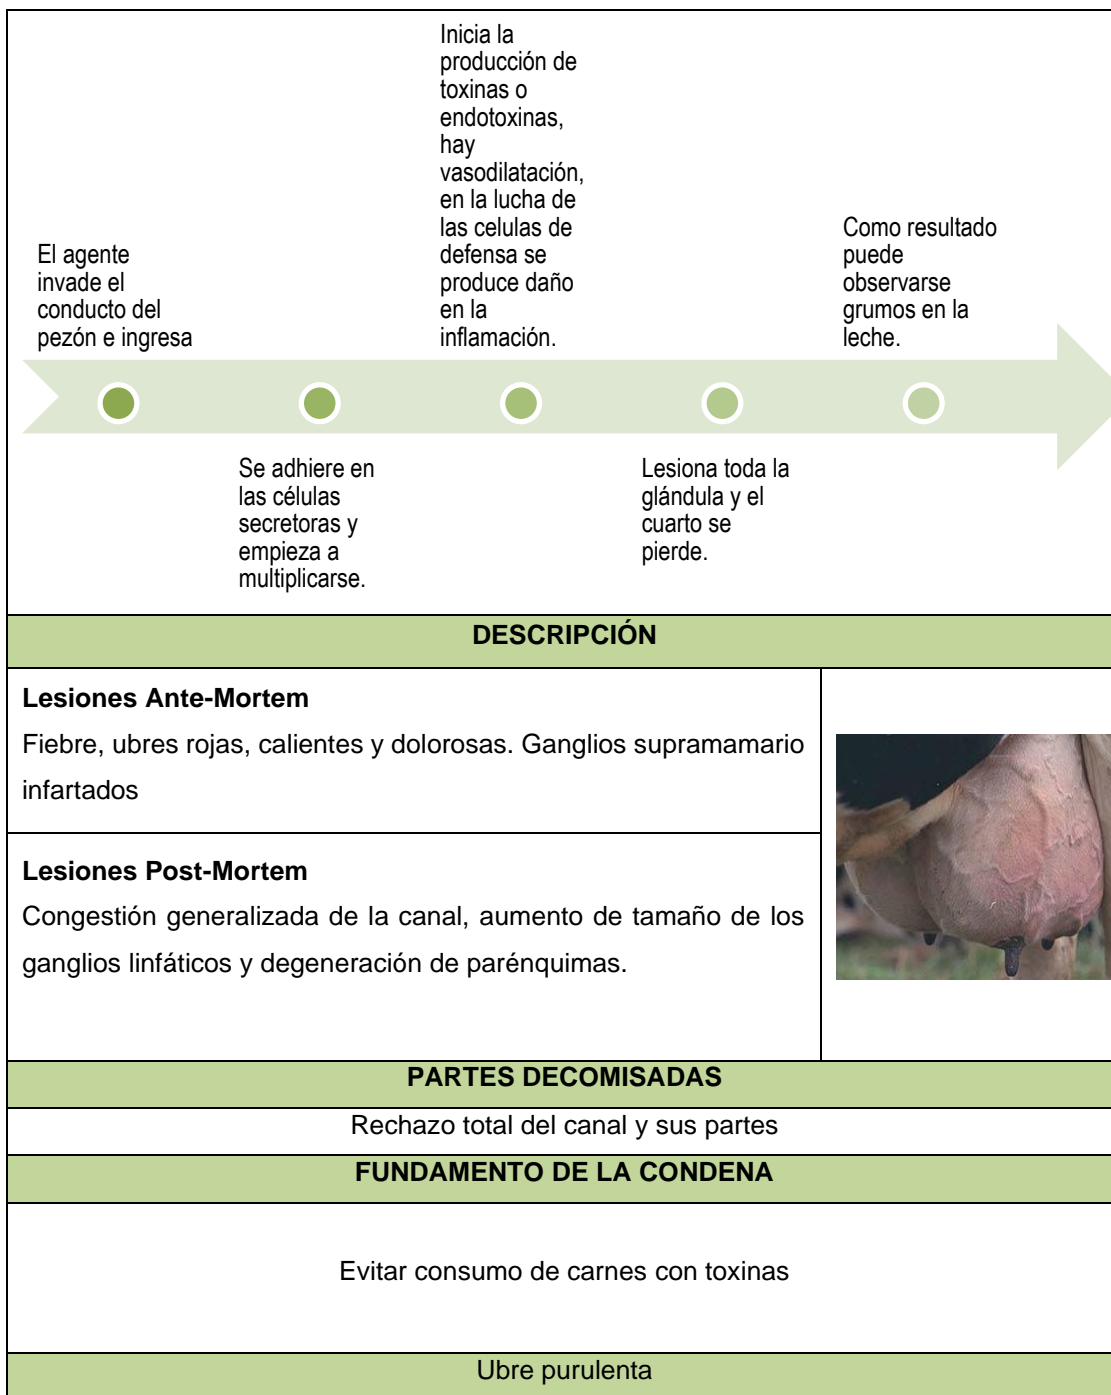 El agente
invade el
conducto del
pezón e ingresa
Se adhiere en
las células
secretoras y
empieza a
multiplicarse.
Inicia la
producción de
toxinas o
endotoxinas,
hay
vasodilatación,
en la lucha de
las celulas de
defensa se
produce daño
en la
inflamación.
Lesiona toda la
glándula y el
cuarto se
pierde.
Como resultado
puede
observarse
grumos en la
leche.
DESCRIPCIÓN
Lesiones Ante-Mortem
Fiebre, ubres rojas, calientes y dolorosas. Ganglios supramamario
infartados
Lesiones Post-Mortem
Congestión generalizada de la canal, aumento de tamaño de los
ganglios linfáticos y degeneración de parénquimas.
PARTES DECOMISADAS
Rechazo total del canal y sus partes
FUNDAMENTO DE LA CONDENA
Evitar consumo de carnes con toxinas
Ubre purulenta